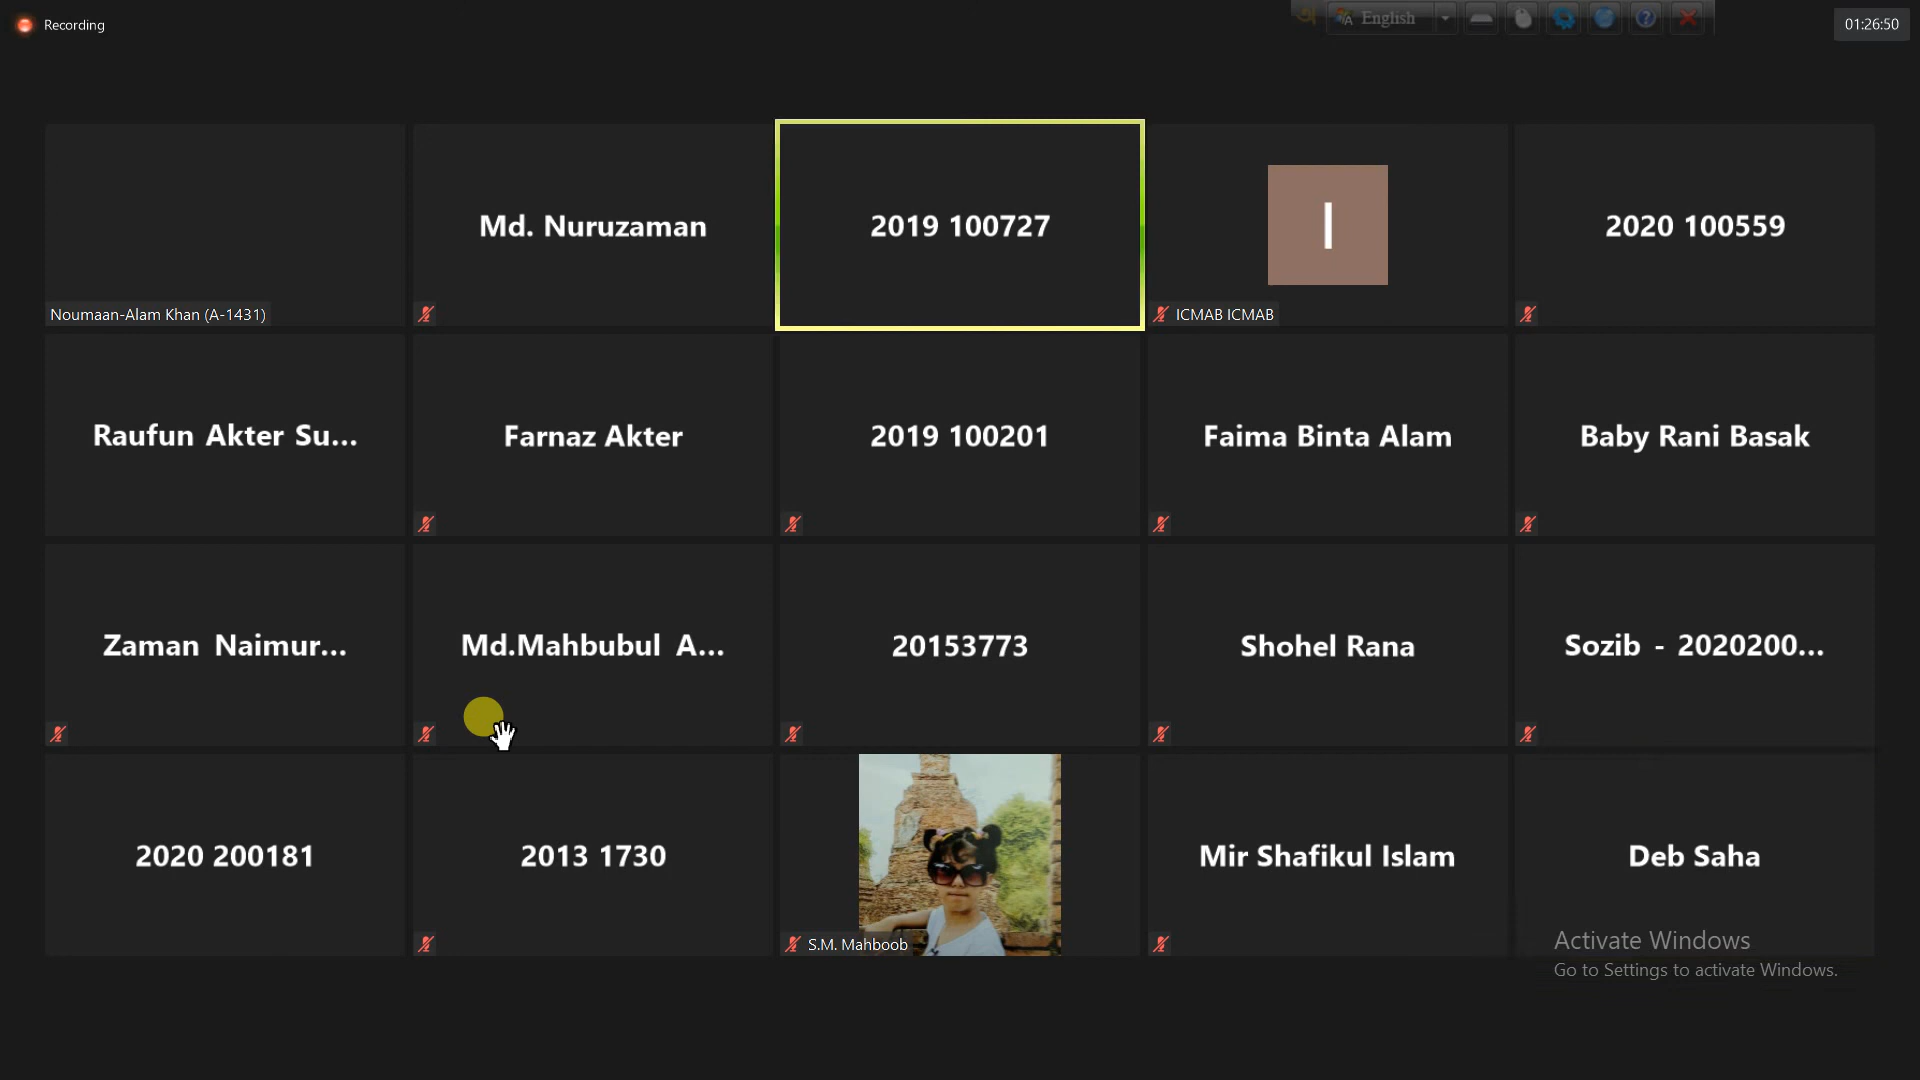 Recording
English
01:26:50
Noumaan-Alam Khan (A-1431)
Md. Nuruzaman
2019 100727
I
ICMAB ICMAB
2020 100559
Raufun Akter Su...
Farnaz Akter
2019 100201
Faima Binta Alam
Baby Rani Basak
Zaman Naimur...
Md.Mahbubul A...
20153773
Shohel Rana
Sozib - 2020200...
2020 200181
2013 1730
S.M. Mahboob
Mir Shafikul Islam
Deb Saha
Activate Windows
Go to Settings to activate Windows.